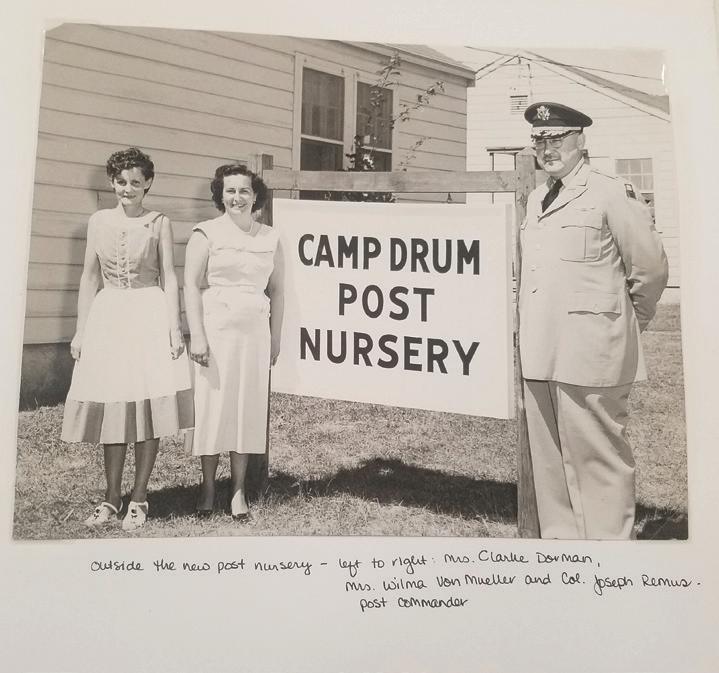 CAMP DRUM
POST
NURSERY
outside the new post nursery – left to right: Mrs. Clarke Dorman,
Mrs. Wilma Von Mueller and Col. Joseph Remus.
post commander